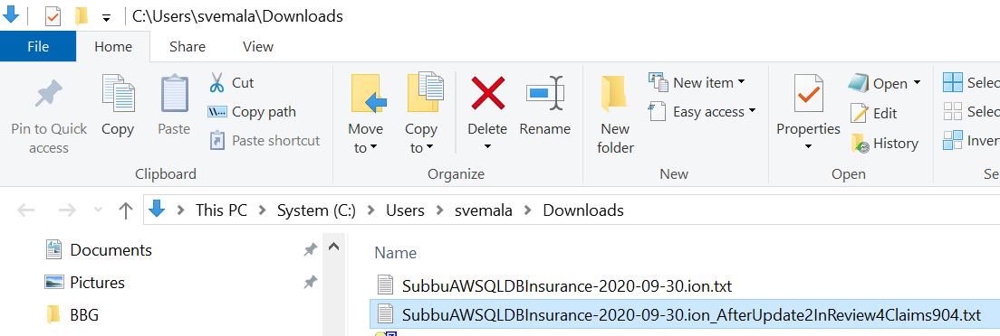 C:\Users\svemala\Downloads
File Home Share View
Pin to Quick access
Copy
Paste
Cut
Copy path
Paste shortcut
Clipboard
Move to
Copy to
Delete
Rename
Organize
New folder
New item
Easy access
New
Properties
Open
Edit
History
Open
Selec
Selec
Inver
Se
This PC > System (C:) > Users > svemala > Downloads
Documents
Pictures
BBG
Name
SubbuAWSQLDBInsurance-2020-09-30.ion.txt
SubbuAWSQLDBInsurance-2020-09-30.ion_AfterUpdate2InReview4Claims904.txt